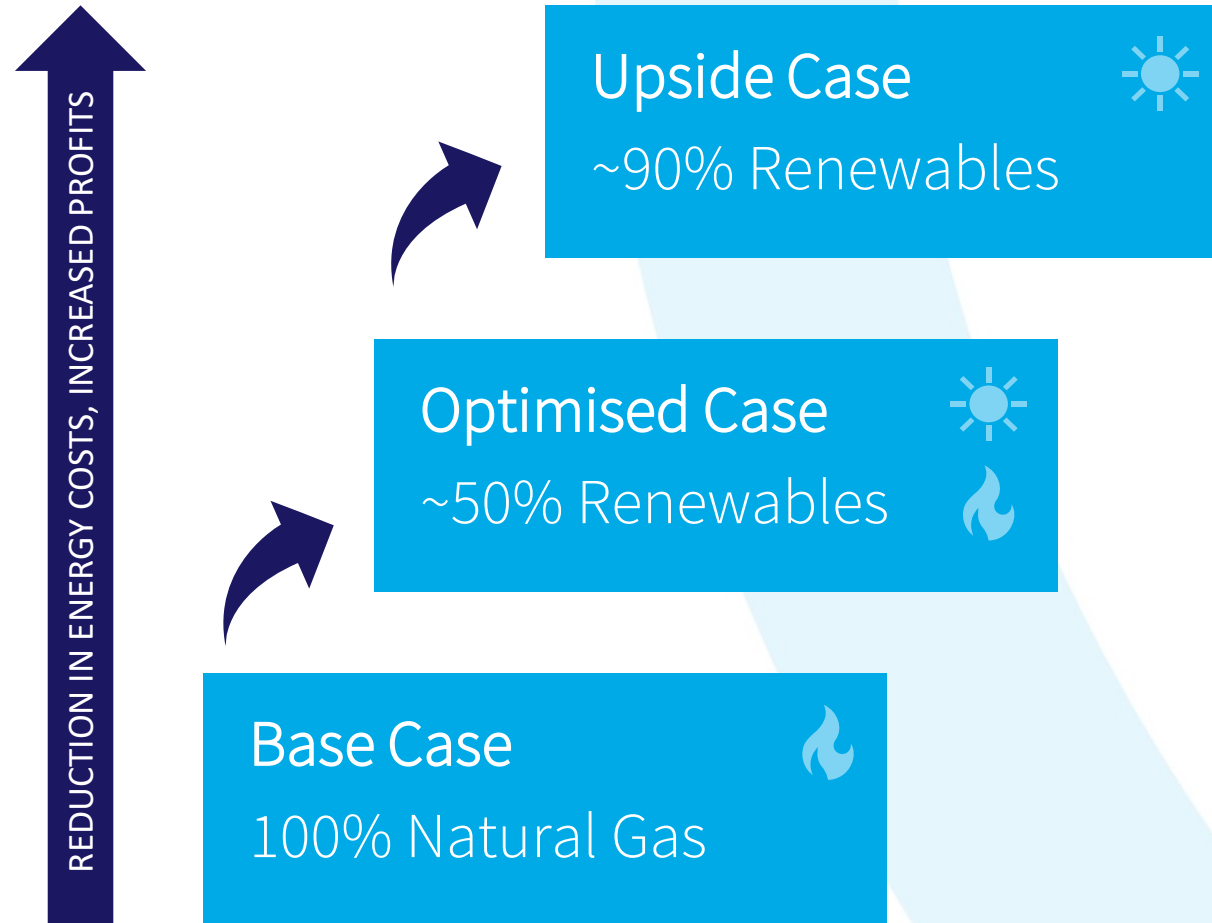 REDUCTION IN ENERGY COSTS, INCREASED PROFITS
Upside Case
~90% Renewables
Optimised Case
~50% Renewables
Base Case
100% Natural Gas